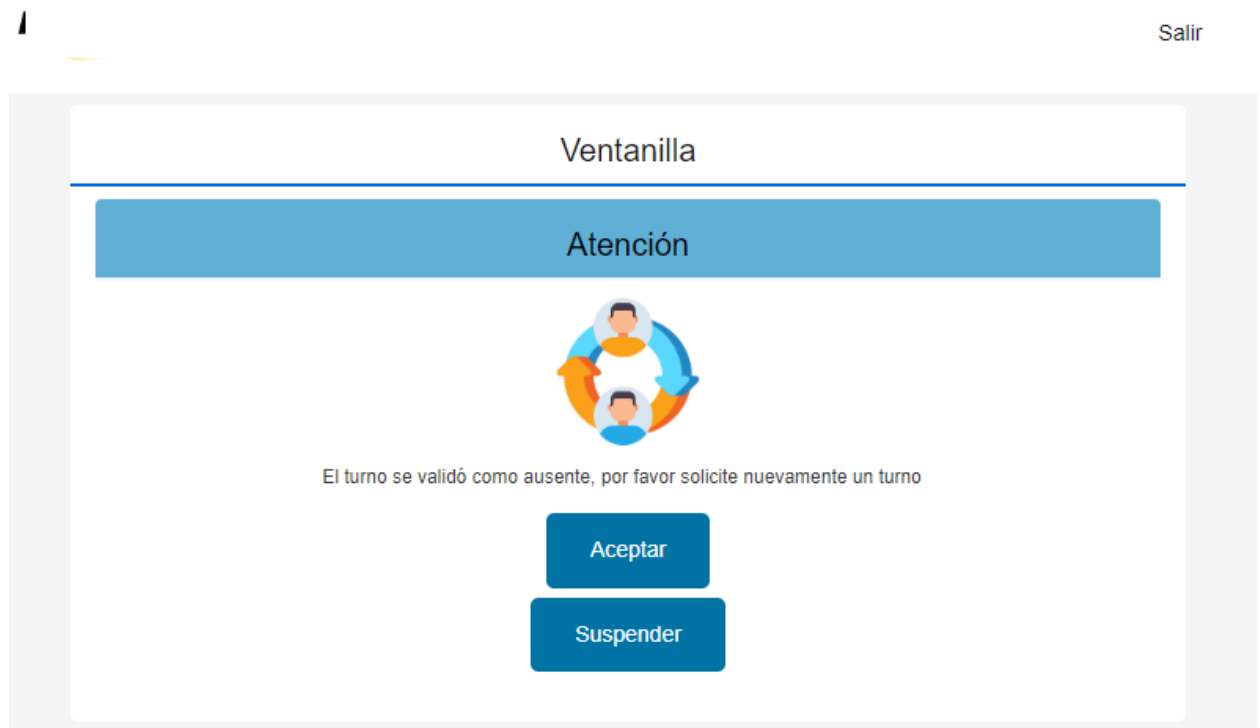 Salir
Ventanilla
Atención
El turno se validó como ausente, por favor solicite nuevamente un turno
Aceptar
Suspender